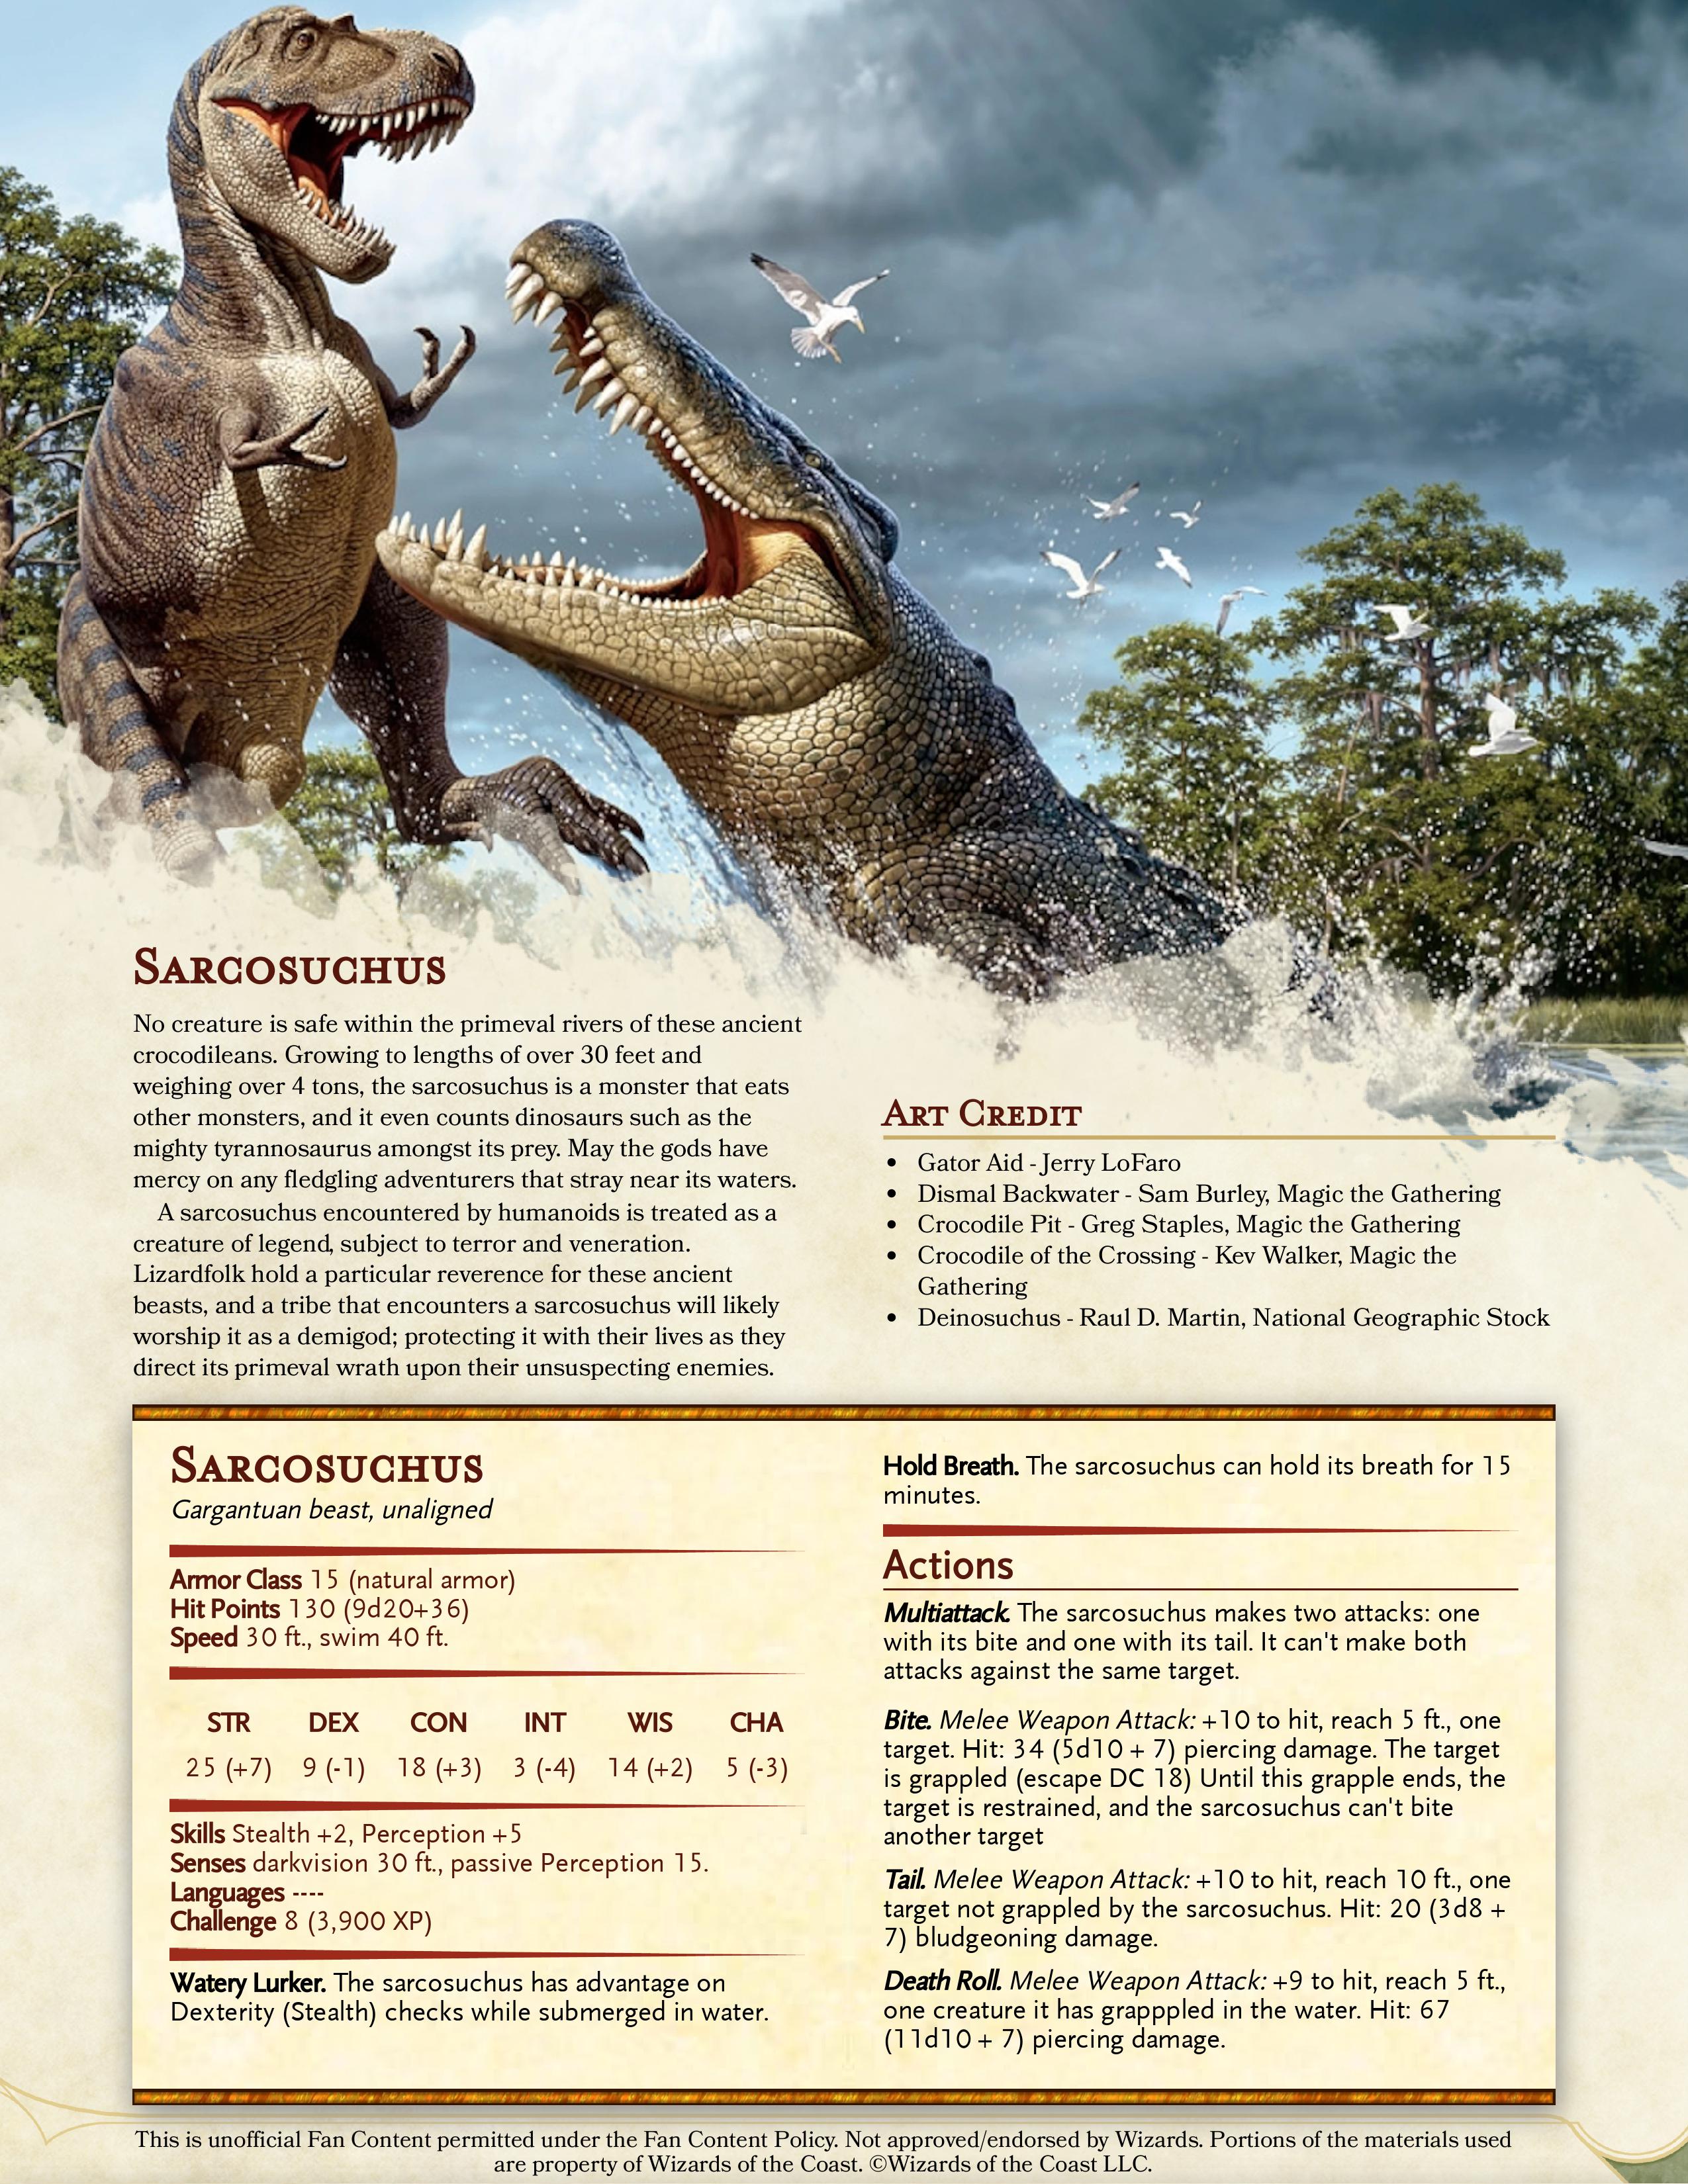 Sarcosuchus
No creature is safe within the primeval rivers of these ancient
crocodileans. Growing to lengths of over 30 feet and
weighing over 4 tons, the sarcosuchus is a monster that eats
other monsters, and it even counts dinosaurs such as the
mighty tyrannosaurus amongst its prey. May the gods have
mercy on any fledgling adventurers that stray near its waters.
A sarcosuchus encountered by humanoids is treated as a
creature of legend, subject to terror and veneration.
Lizardfolk hold a particular reverence for these ancient
beasts, and a tribe that encounters a sarcosuchus will likely
worship it as a demigod; protecting it with their lives as they
direct its primeval wrath upon their unsuspecting enemies.
Art Credit
• Gator Aid - Jerry LoFaro
• Dismal Backwater - Sam Burley, Magic the Gathering
• Crocodile Pit - Greg Staples, Magic the Gathering
• Crocodile of the Crossing - Kev Walker, Magic the
Gathering
• Deinosuchus - Raul D. Martin, National Geographic Stock
Sarcosuchus
Gargantuan beast, unaligned
Armor Class 15 (natural armor)
Hit Points 130 (9d20+36)
Speed 30 ft., swim 40 ft.
STR DEX CON INT WIS CHA
25 (+7) 9 (-1) 18 (+3) 3 (-4) 14 (+2) 5 (-3)
Skills Stealth +2, Perception +5
Senses darkvision 30 ft., passive Perception 15.
Languages ----
Challenge 8 (3,900 XP)
Watery Lurker. The sarcosuchus has advantage on
Dexterity (Stealth) checks while submerged in water.
Hold Breath. The sarcosuchus can hold its breath for 15
minutes.
Actions
Multiattack. The sarcosuchus makes two attacks: one
with its bite and one with its tail. It can't make both
attacks against the same target.
Bite. Melee Weapon Attack: +10 to hit, reach 5 ft., one
target. Hit: 34 (5d10 + 7) piercing damage. The target
is grappled (escape DC 18) Until this grapple ends, the
target is restrained, and the sarcosuchus can't bite
another target
Tail. Melee Weapon Attack: +10 to hit, reach 10 ft., one
target not grappled by the sarcosuchus. Hit: 20 (3d8 +
7) bludgeoning damage.
Death Roll. Melee Weapon Attack: +9 to hit, reach 5 ft.,
one creature it has grapppled in the water. Hit: 67
(11d10 + 7) piercing damage.
This is unofficial Fan Content permitted under the Fan Content Policy. Not approved/endorsed by Wizards. Portions of the materials used
are property of Wizards of the Coast. ©Wizards of the Coast LLC.